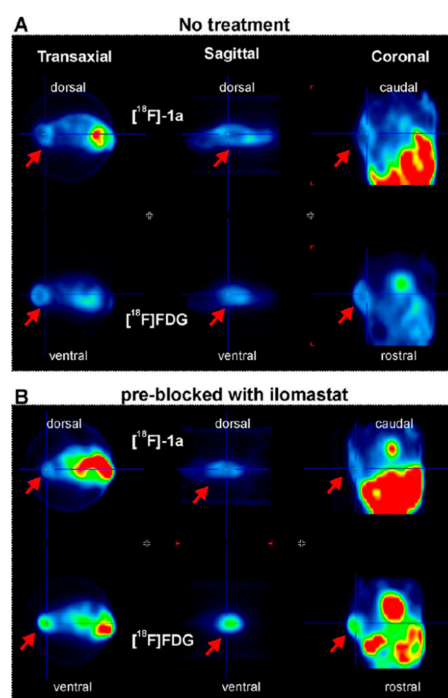 A
No treatment
Transaxial Sagittal Coronal
dorsal dorsal caudal
[¹⁸F]-1a
[¹⁸F]FDG
ventral ventral rostral
B
pre-blocked with ilomastat
dorsal dorsal caudal
[¹⁸F]-1a
[¹⁸F]FDG
ventral ventral rostral